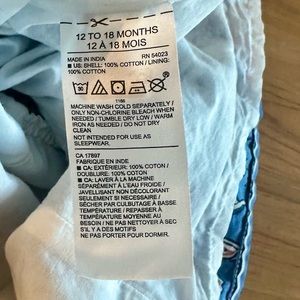 12 TO 18 MONTHS
12 À 18 MOIS
MADE IN INDIA RN 54023
US: SHELL: 100% COTTON / LINING:
100% COTTON
1166
MACHINE WASH COLD SEPARATELY /
ONLY NON-CHLORINE BLEACH WHEN
NEEDED / TUMBLE DRY LOW / WARM
IRON AS NEEDED / DO NOT DRY
CLEAN
NOT INTENDED TO BE USED AS
SLEEPWEAR.
CA 17897
FABRIQUÉ EN INDE
CA: EXTÉRIEUR: 100% COTON /
DOUBLURE: 100% COTON
CA: LAVER À LA MACHINE
SÉPARÉMENT À L'EAU FROIDE /
JAVELLISANT NON DÉCOLORANT
SEULEMENT SI NÉCESSAIRE /
SÉCHER PAR CULBUTAGE À BASSE
TEMPÉRATURE /
TEMPÉRATURE MOYENNE AU
BESOIN / NE PAS NETTOYER À SEC
S'IL Y A DES MOTIFS
NE PAS PORTER POUR DORMIR.